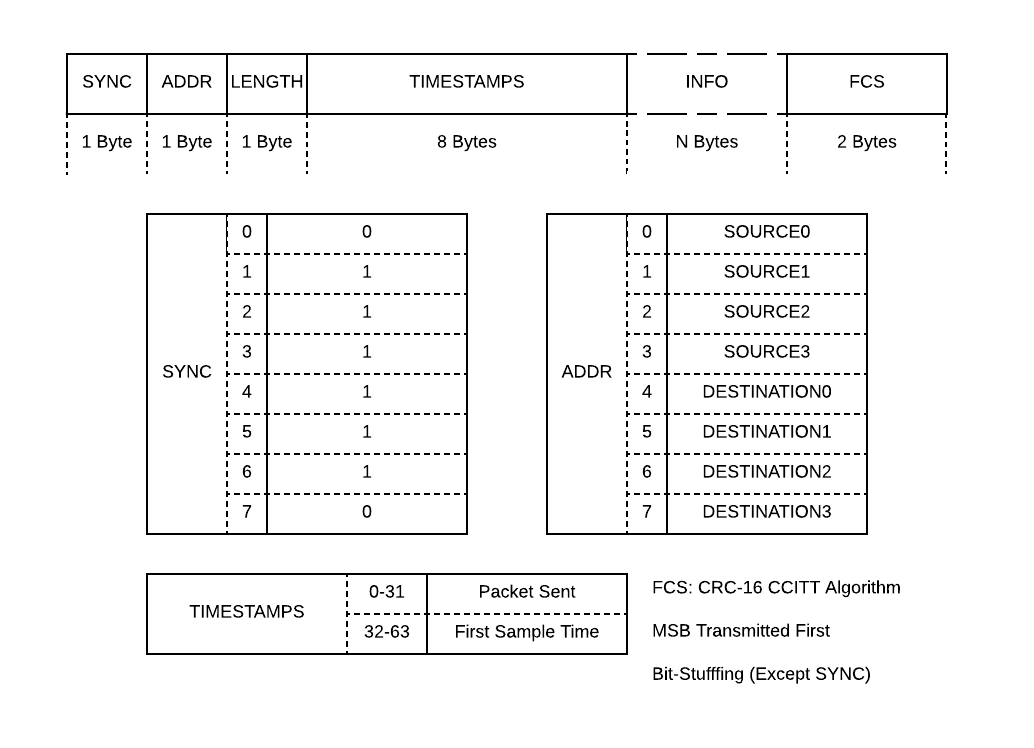 SYNC ADDR LENGTH TIMESTAMPS INFO FCS
1 Byte 1 Byte 1 Byte 8 Bytes N Bytes 2 Bytes
SYNC
0 0
1 1
2 1
3 1
4 1
5 1
6 1
7 0
ADDR
0 SOURCE0
1 SOURCE1
2 SOURCE2
3 SOURCE3
4 DESTINATION0
5 DESTINATION1
6 DESTINATION2
7 DESTINATION3
TIMESTAMPS
0-31 Packet Sent
32-63 First Sample Time
FCS: CRC-16 CCITT Algorithm
MSB Transmitted First
Bit-Stufffing (Except SYNC)